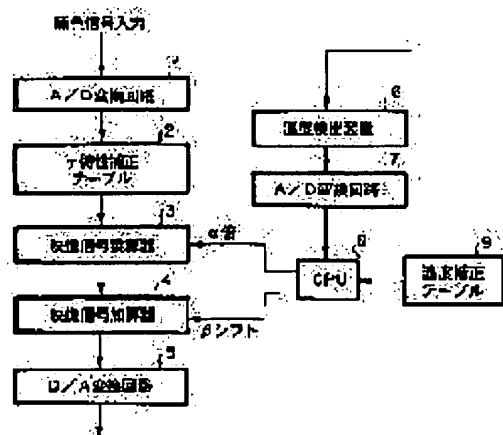 隔色信号入力
A/D変換回路
2
γ特性補正
テーブル
3
映像信号乗算器
α倍
4
映像信号加算器
βシフト
5
D/A変換回路
6
温度検出装置
7
A/D変換回路
8
CPU
9
温度補正
テーブル